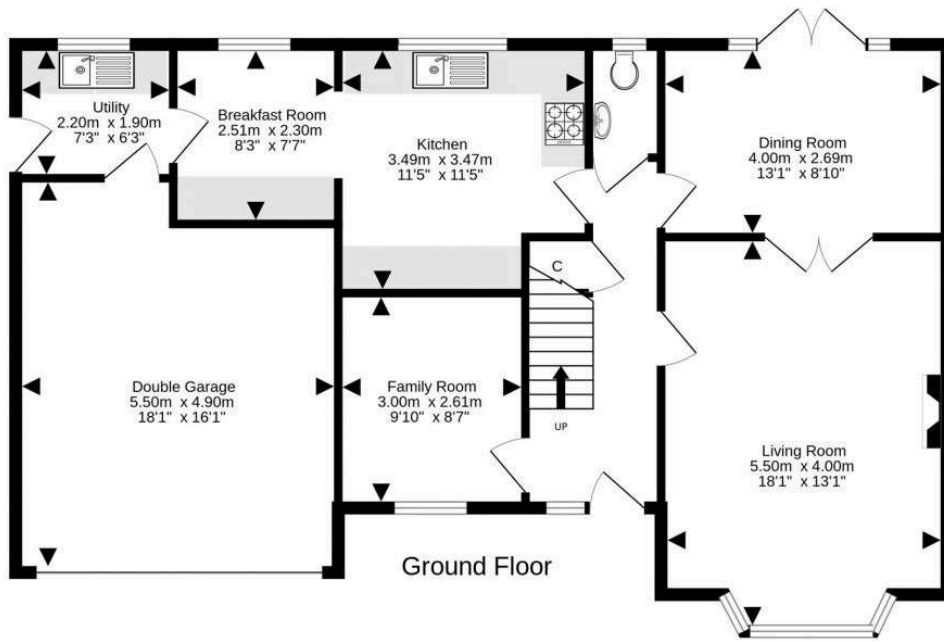 Utility
2.20m x 1.90m
7'3" x 6'3"
Breakfast Room
2.51m x 2.30m
8'3" x 7'7"
Kitchen
3.49m x 3.47m
11'5" x 11'5"
Dining Room
4.00m x 2.69m
13'1" x 8'10"
C
Double Garage
5.50m x 4.90m
18'1" x 16'1"
Family Room
3.00m x 2.61m
9'10" x 8'7"
UP
Living Room
5.50m x 4.00m
18'1" x 13'1"
Ground Floor